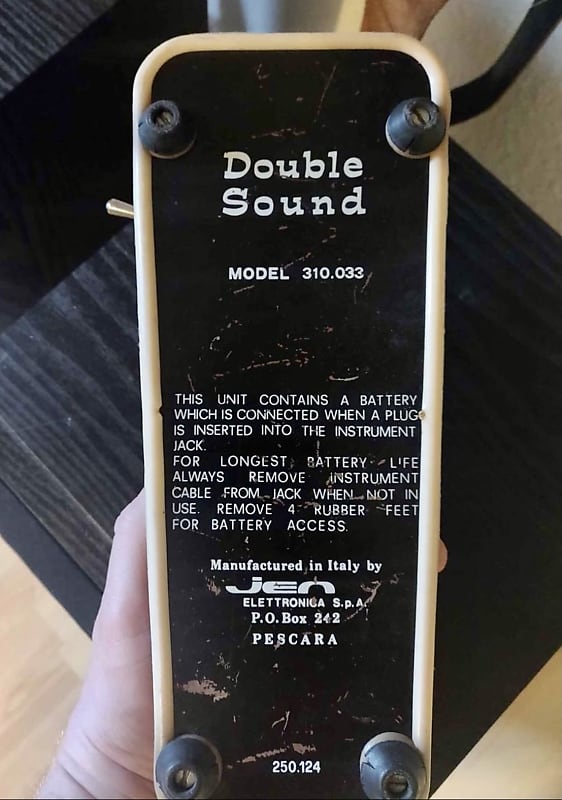 Double
Sound
MODEL 310.033
THIS UNIT CONTAINS A BATTERY
WHICH IS CONNECTED WHEN A PLUG
IS INSERTED INTO THE INSTRUMENT
JACK.
FOR LONGEST BATTERY LIFE
ALWAYS REMOVE INSTRUMENT
CABLE FROM JACK WHEN NOT IN
USE. REMOVE 4 RUBBER FEET
FOR BATTERY ACCESS.
Manufactured in Italy by
jen
ELETTRONICA S.p.A.
P.O. Box 242
PESCARA
250.124